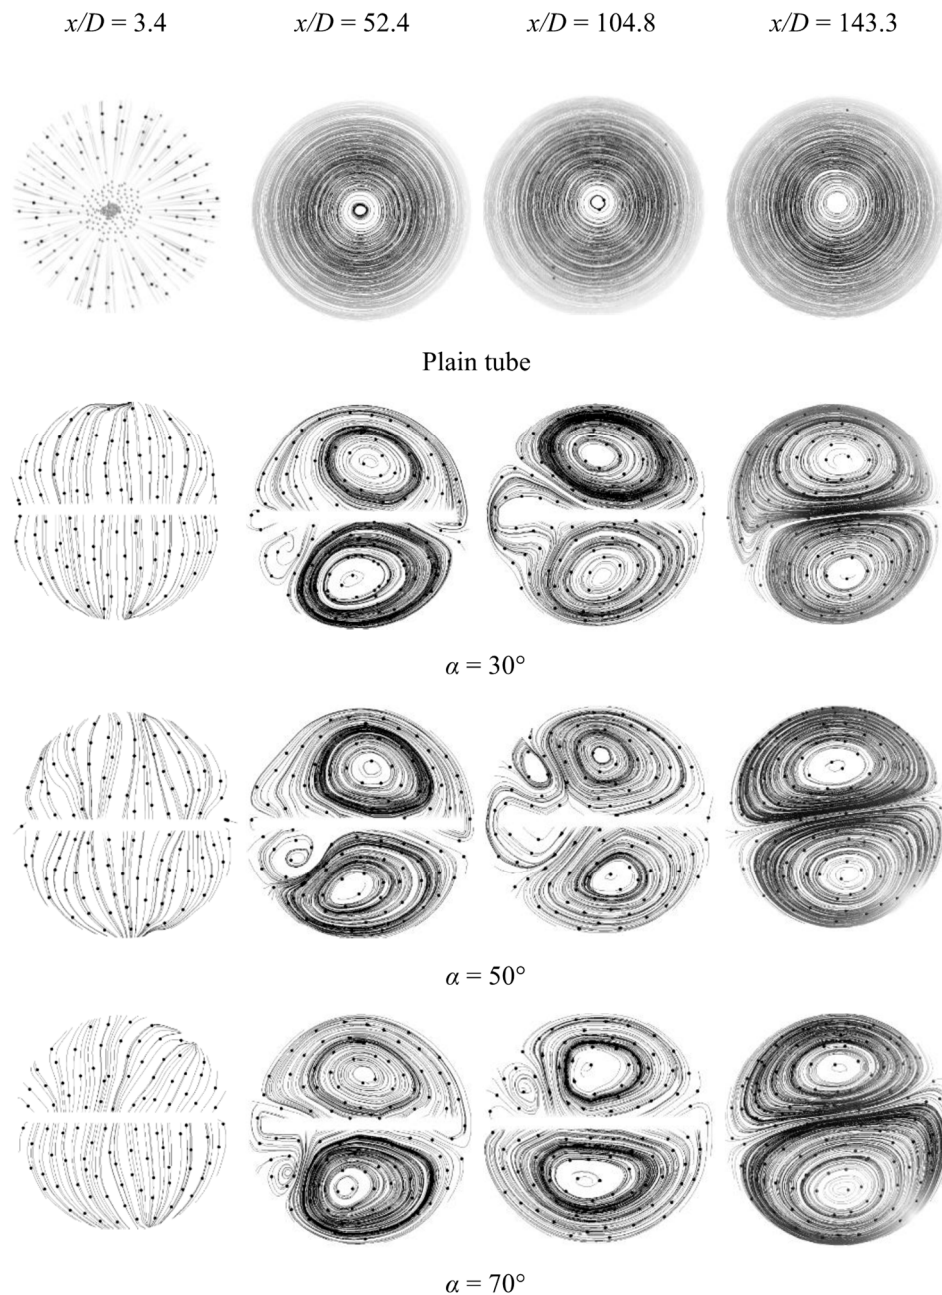 x/D = 3.4 x/D = 52.4 x/D = 104.8 x/D = 143.3
Plain tube
α = 30°
α = 50°
α = 70°